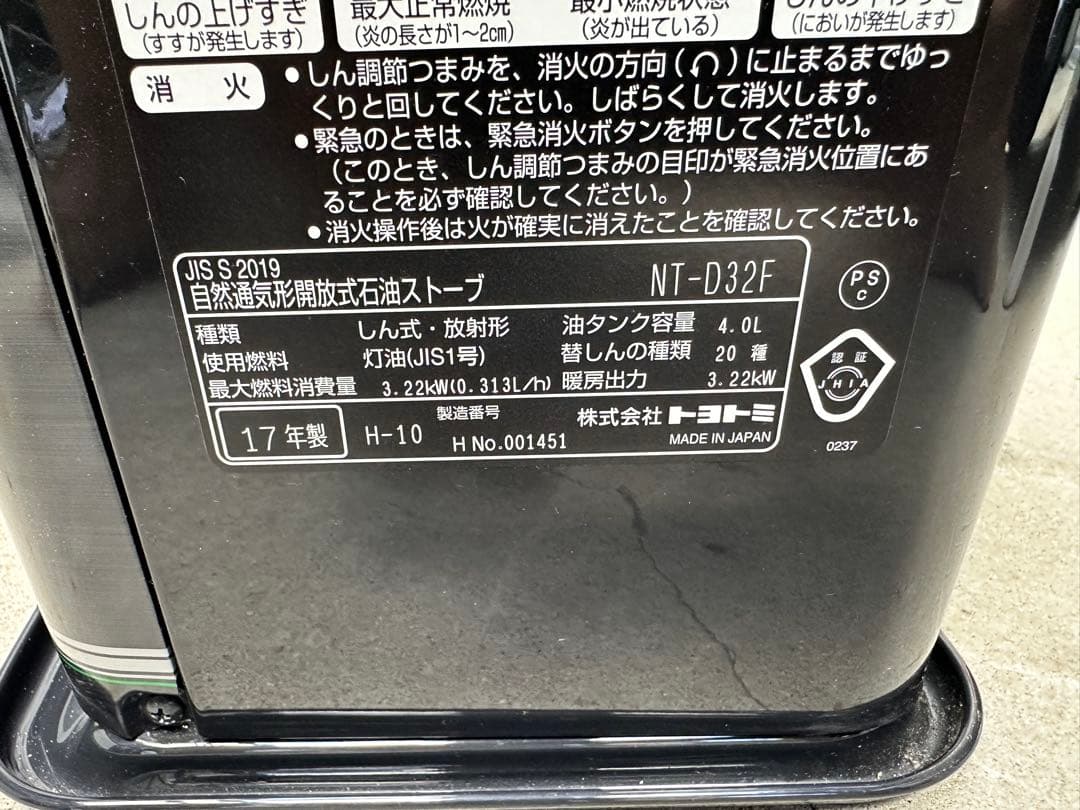 しんの上げすぎ
(すすが発生します)
最大正常燃焼
(炎の長さが1〜2cm)
最小燃焼状態
(炎が出ている)
(においが発生します)
消 火
●しん調節つまみを、消火の方向(↶)に止まるまでゆっ
くりと回してください。しばらくして消火します。
●緊急のときは、緊急消火ボタンを押してください。
(このとき、しん調節つまみの目印が緊急消火位置にあ
ることを必ず確認してください。)
●消火操作後は火が確実に消えたことを確認してください。
JIS S 2019
自然通気形開放式石油ストーブ NT-D32F
種類 しん式・放射形 油タンク容量 4.0L
使用燃料 灯油(JIS1号) 替しんの種類 20 種
最大燃料消費量 3.22kW(0.313L/h) 暖房出力 3.22kW
17年製 H-10 製造番号
H No.001451
株式会社 トヨトミ
MADE IN JAPAN
PS
C
認証
JHIA
0237